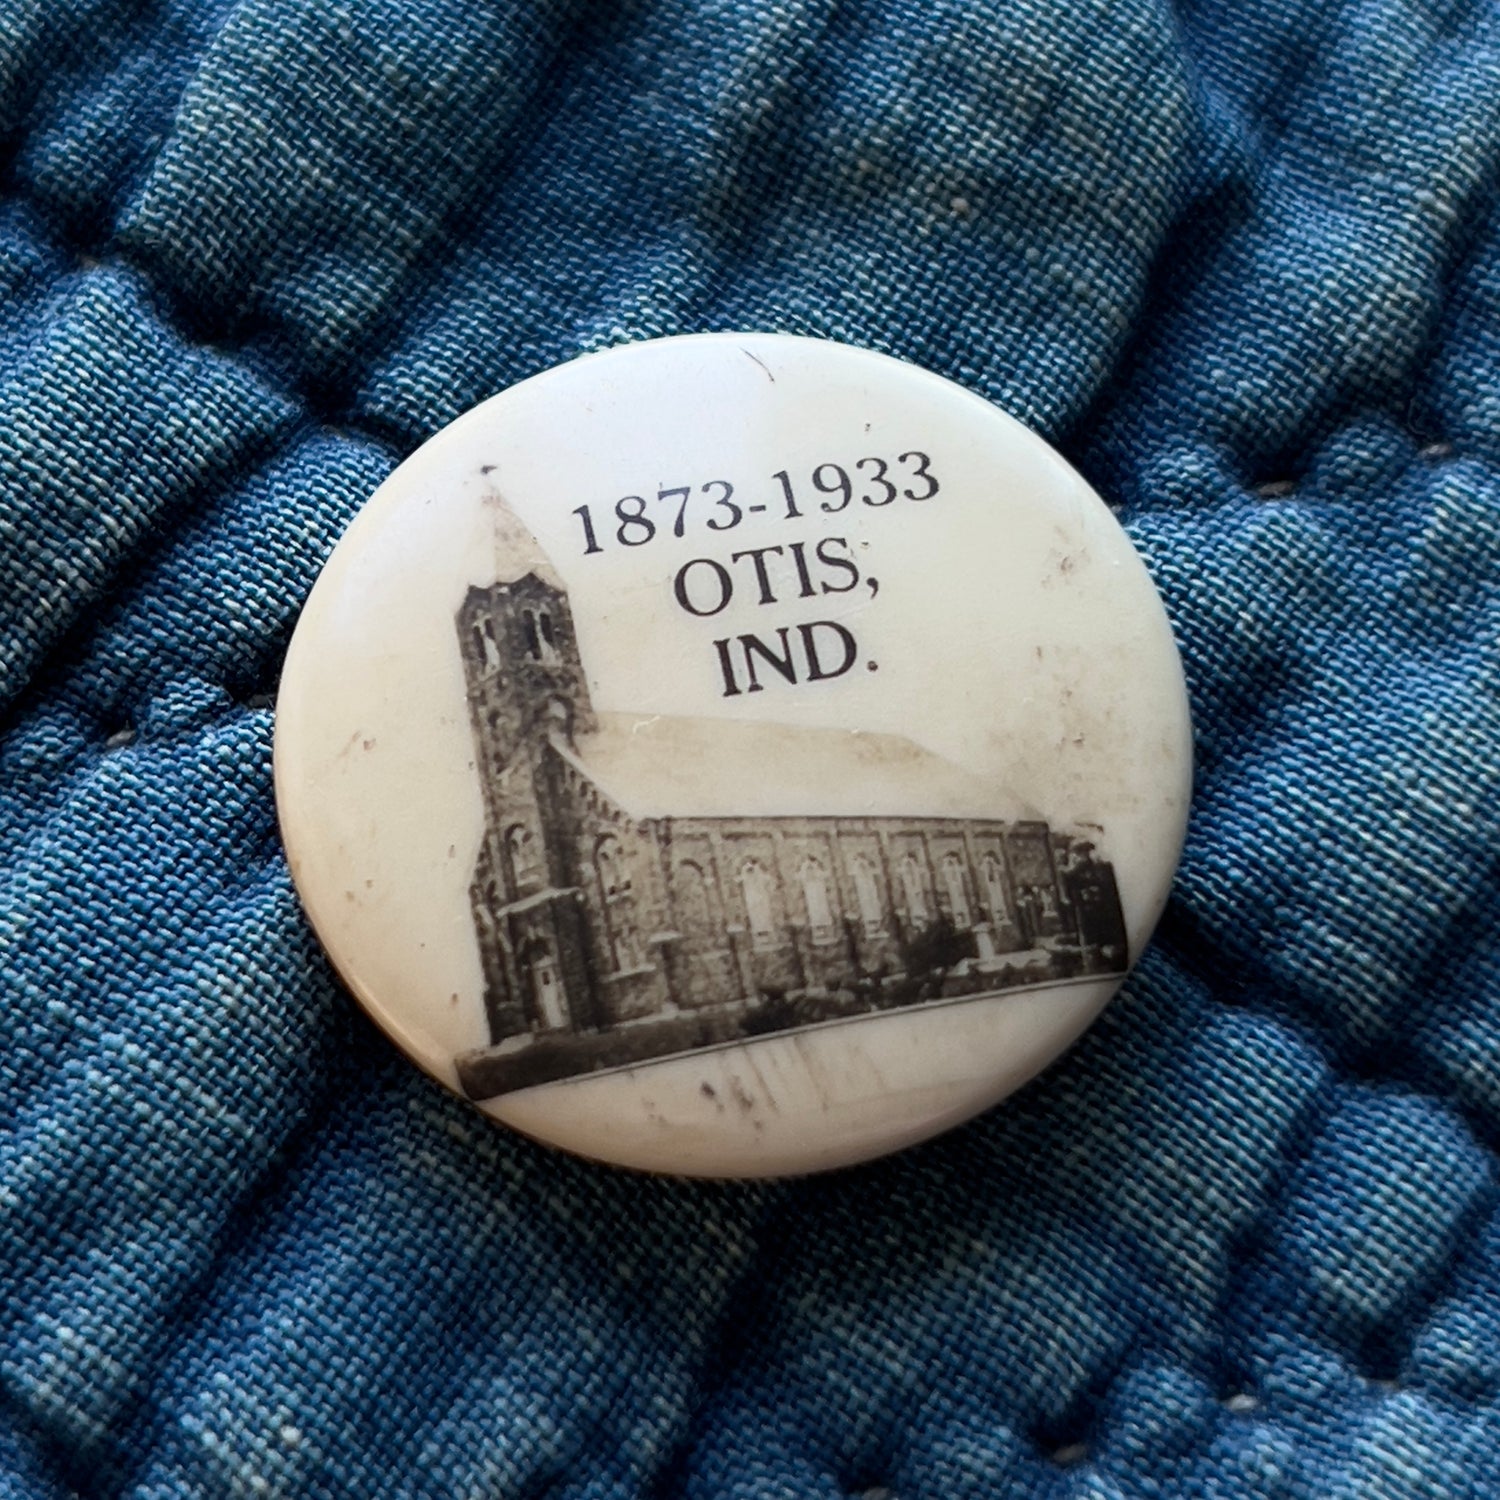 1873-1933
OTIS,
IND.